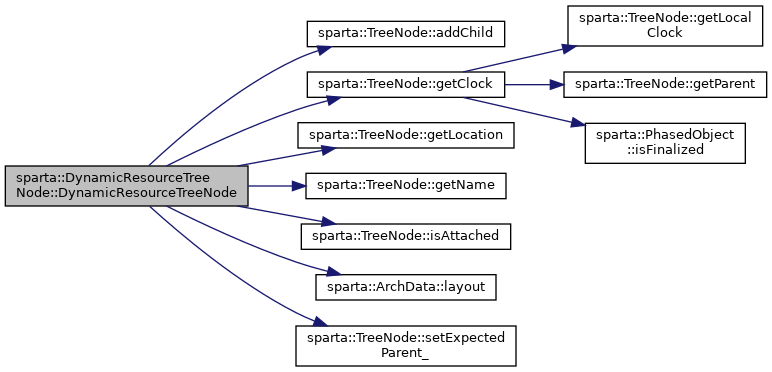 sparta::DynamicResourceTree
Node::DynamicResourceTreeNode
sparta::TreeNode::addChild
sparta::TreeNode::getClock
sparta::TreeNode::getLocal
Clock
sparta::TreeNode::getParent
sparta::PhasedObject
::isFinalized
sparta::TreeNode::getLocation
sparta::TreeNode::getName
sparta::TreeNode::isAttached
sparta::ArchData::layout
sparta::TreeNode::setExpected
Parent_